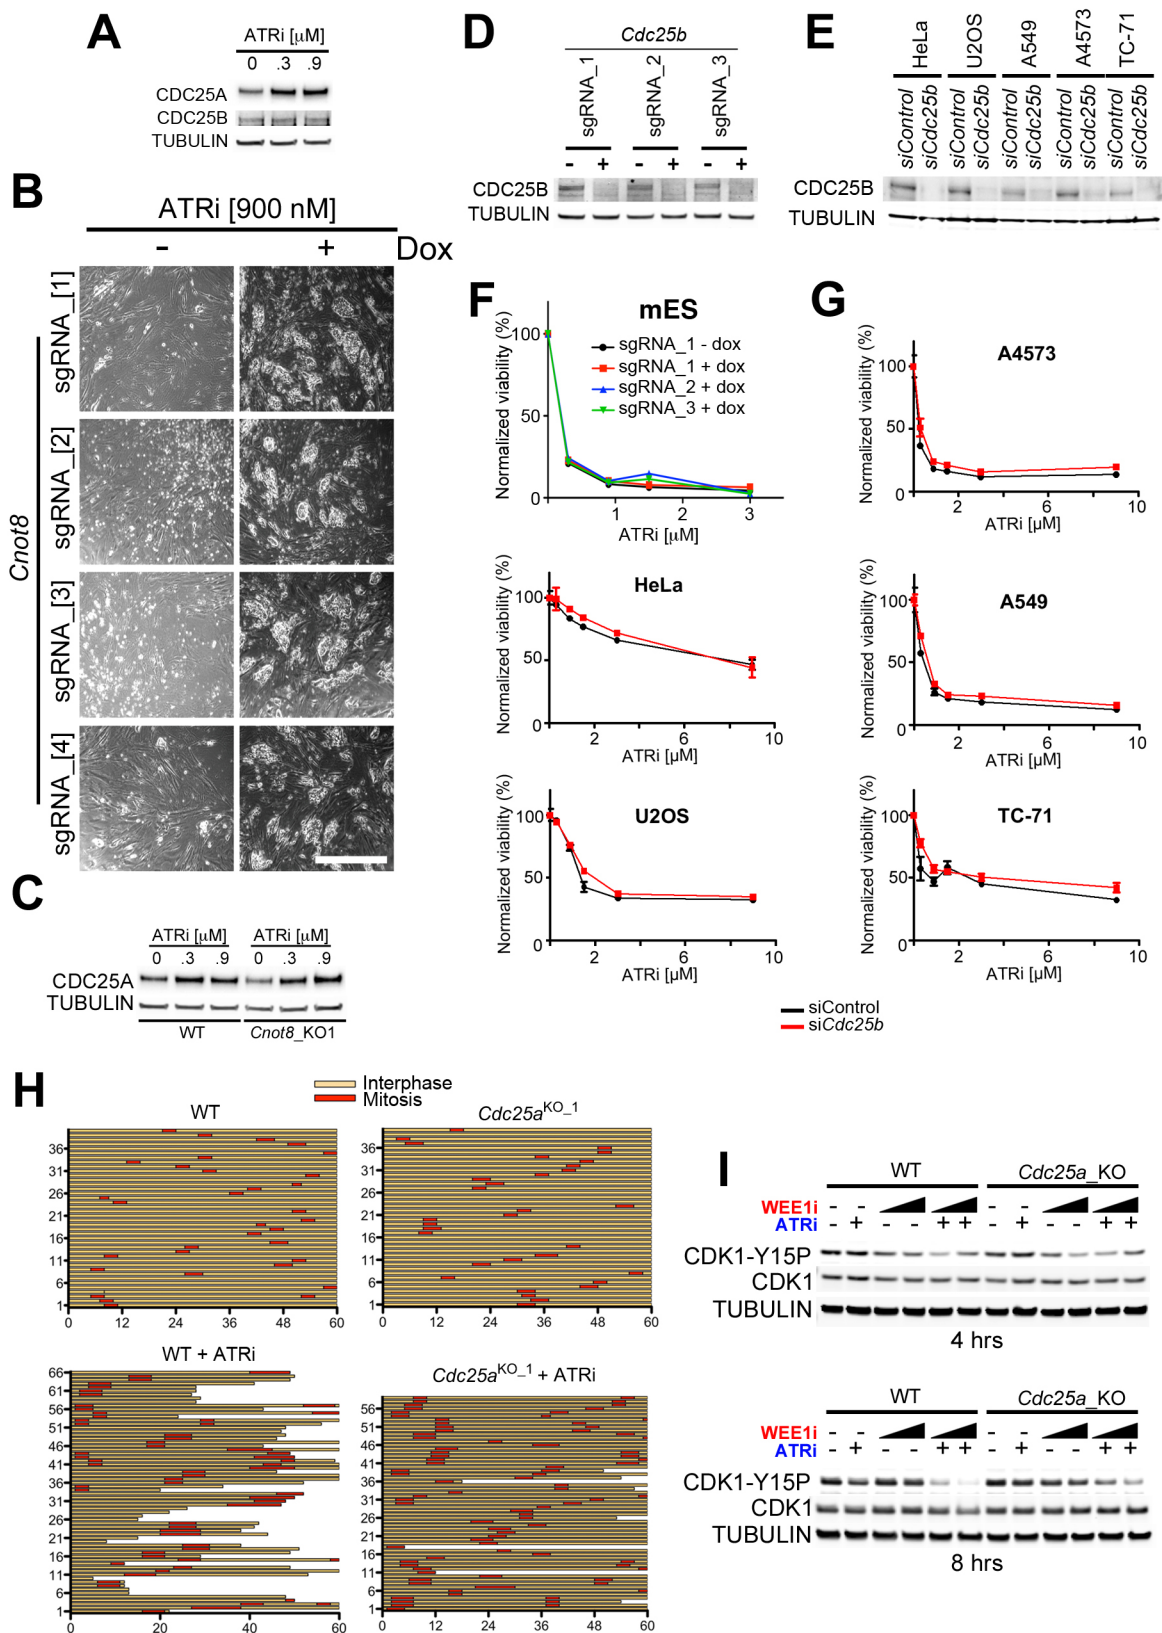 A
ATRi [μM]
0 .3 .9
CDC25A
CDC25B
TUBULIN
B
ATRi [900 nM]
- + Dox
Cnot8
sgRNA_[1]
sgRNA_[2]
sgRNA_[3]
sgRNA_[4]
C
ATRi [μM] ATRi [μM]
0 .3 .9 0 .3 .9
CDC25A
TUBULIN
WT Cnot8_KO1
D
Cdc25b
sgRNA_1 sgRNA_2 sgRNA_3
- + - + - +
CDC25B
TUBULIN
E
HeLa U2OS A549 A4573 TC-71
siControl siCdc25b siControl siCdc25b siControl siCdc25b siControl siCdc25b siControl siCdc25b
CDC25B
TUBULIN
F
mES
Normalized viability (%)
100
50
0
sgRNA_1 - dox
sgRNA_1 + dox
sgRNA_2 + dox
sgRNA_3 + dox
1 2 3
ATRi [μM]
HeLa
Normalized viability (%)
100
50
0
2 6 10
ATRi [μM]
U2OS
Normalized viability (%)
100
50
0
2 6 10
ATRi [μM]
G
A4573
Normalized viability (%)
100
50
0
2 6 10
ATRi [μM]
A549
Normalized viability (%)
100
50
0
2 6 10
ATRi [μM]
TC-71
Normalized viability (%)
100
50
0
2 6 10
ATRi [μM]
siControl
siCdc25b
H
Interphase
Mitosis
WT
36
31
26
21
16
11
6
1
0 12 24 36 48 60
Cdc25aKO_1
36
31
26
21
16
11
6
1
0 12 24 36 48 60
WT + ATRi
66
61
56
51
46
41
36
31
26
21
16
11
6
1
0 20 40 60
Cdc25aKO_1 + ATRi
56
51
46
41
36
31
26
21
16
11
6
1
0 12 24 36 48 60
I
WT Cdc25a_KO
WEE1i - - - -
ATRi - + - - + + - + - - + +
CDK1-Y15P
CDK1
TUBULIN
4 hrs
WT Cdc25a_KO
WEE1i - - - -
ATRi - + - - + + - + - - + +
CDK1-Y15P
CDK1
TUBULIN
8 hrs